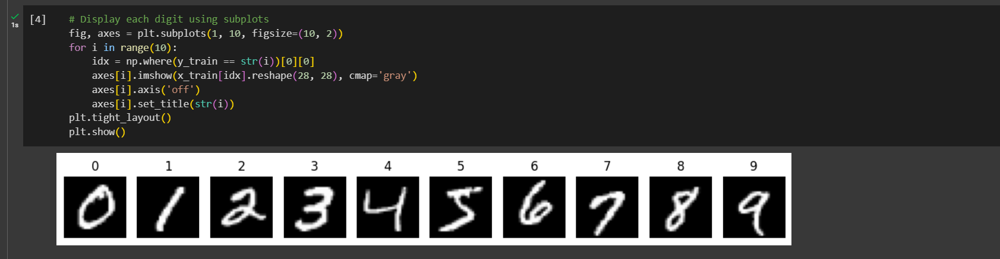 [4]
1s
# Display each digit using subplots
fig, axes = plt.subplots(1, 10, figsize=(10, 2))
for i in range(10):
    idx = np.where(y_train == str(i))[0][0]
    axes[i].imshow(x_train[idx].reshape(28, 28), cmap='gray')
    axes[i].axis('off')
    axes[i].set_title(str(i))
plt.tight_layout()
plt.show()
0 1 2 3 4 5 6 7 8 9
0 1 2 3 4 5 6 7 8 9